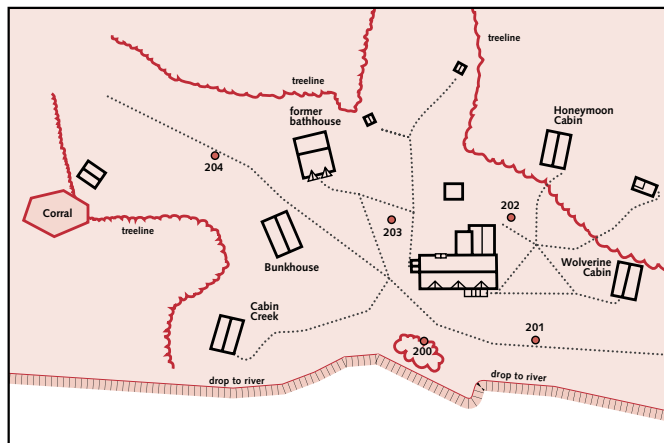 treeline
treeline
former
bathhouse
Honeymoon
Cabin
204
Corral
202
203
treeline
Bunkhouse
Wolverine
Cabin
Cabin
Creek
201
200
drop to river
drop to river